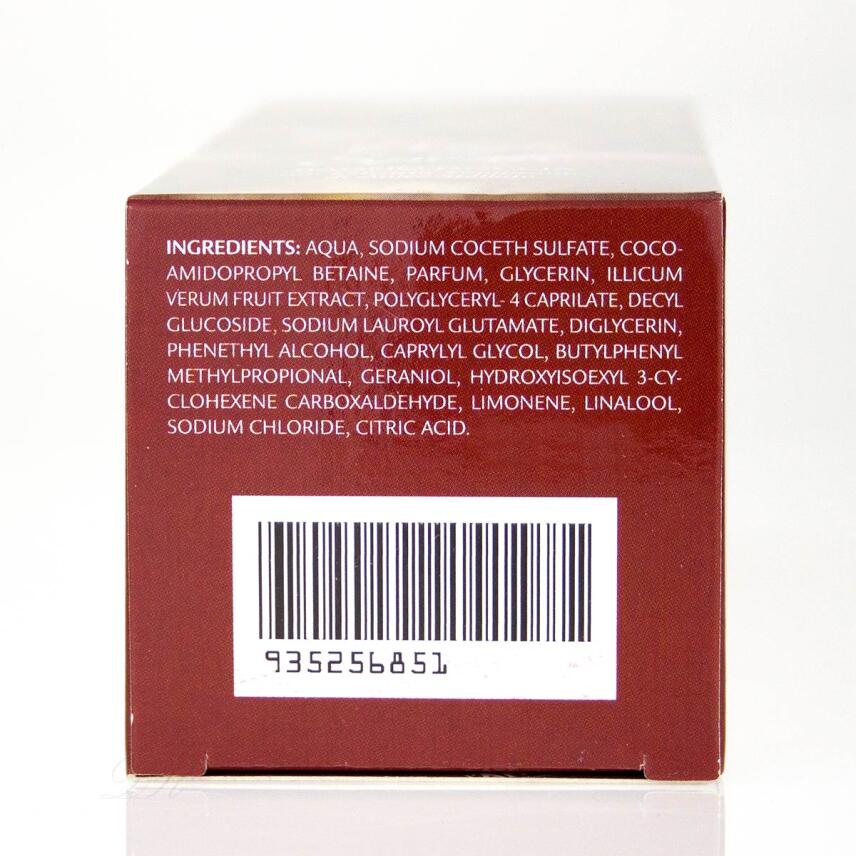 INGREDIENTS: AQUA, SODIUM COCETH SULFATE, COCO-
AMIDOPROPYL BETAINE, PARFUM, GLYCERIN, ILLICUM
VERUM FRUIT EXTRACT, POLYGLYCERYL- 4 CAPRILATE, DECYL
GLUCOSIDE, SODIUM LAUROYL GLUTAMATE, DIGLYCERIN,
PHENETHYL ALCOHOL, CAPRYLYL GLYCOL, BUTYLPHENYL
METHYLPROPIONAL, GERANIOL, HYDROXYISOEXYL 3-CY-
CLOHEXENE CARBOXALDEHYDE, LIMONENE, LINALOOL,
SODIUM CHLORIDE, CITRIC ACID.
935256851